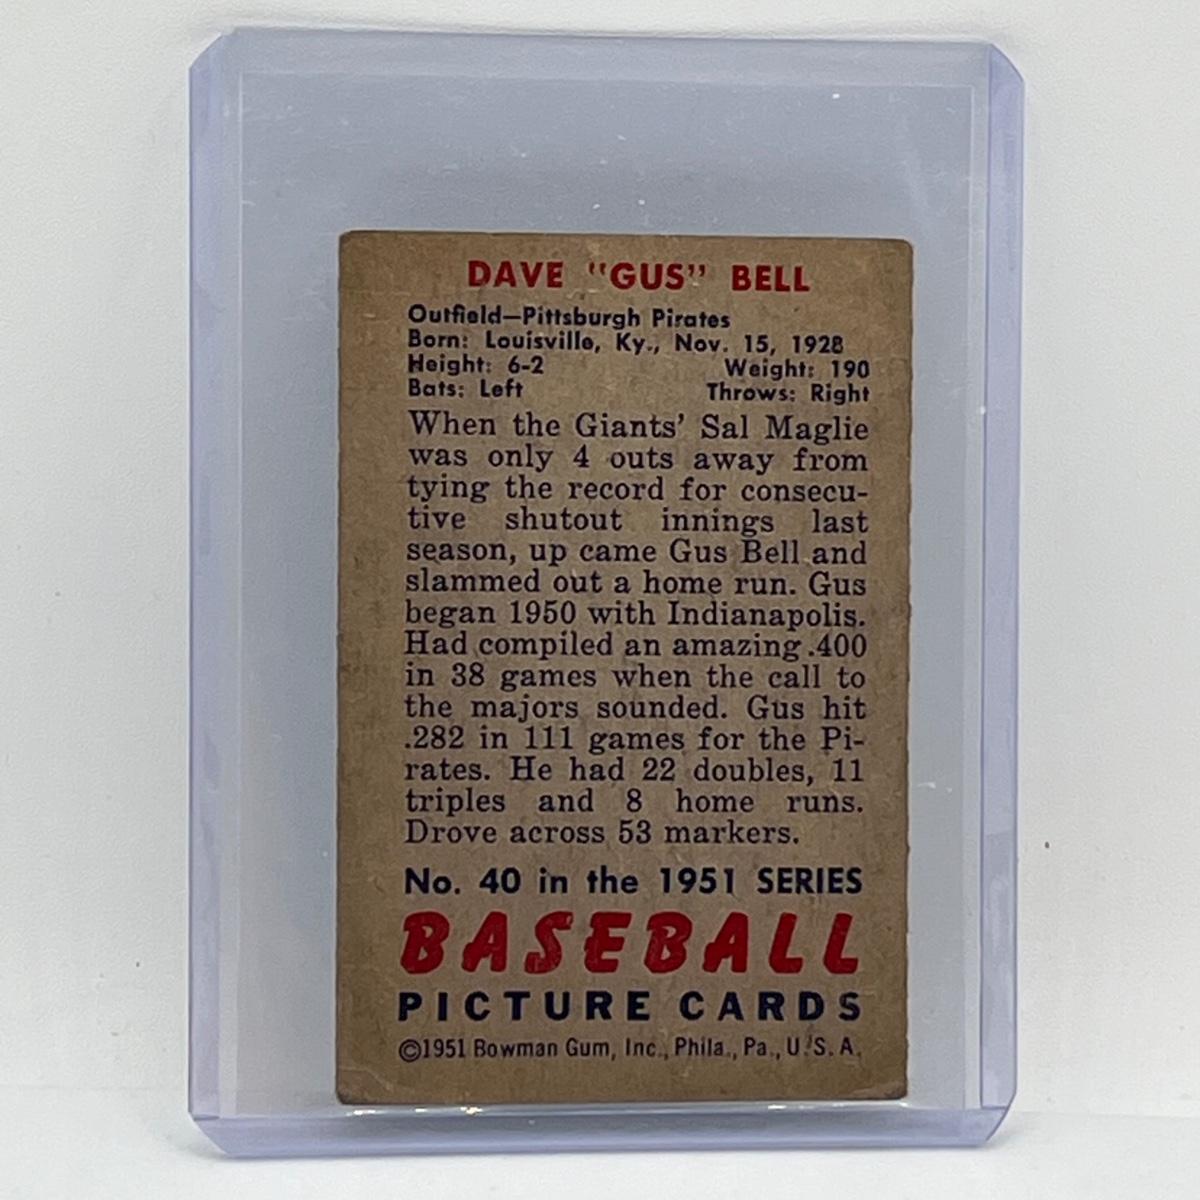 DAVE "GUS" BELL
Outfield—Pittsburgh Pirates
Born: Louisville, Ky., Nov. 15, 1928
Height: 6-2 Weight: 190
Bats: Left Throws: Right
When the Giants' Sal Maglie
was only 4 outs away from
tying the record for consecu-
tive shutout innings last
season, up came Gus Bell and
slammed out a home run. Gus
began 1950 with Indianapolis.
Had compiled an amazing .400
in 38 games when the call to
the majors sounded. Gus hit
.282 in 111 games for the Pi-
rates. He had 22 doubles, 11
triples and 8 home runs.
Drove across 53 markers.
No. 40 in the 1951 SERIES
BASEBALL
PICTURE CARDS
©1951 Bowman Gum, Inc., Phila., Pa., U.S.A.